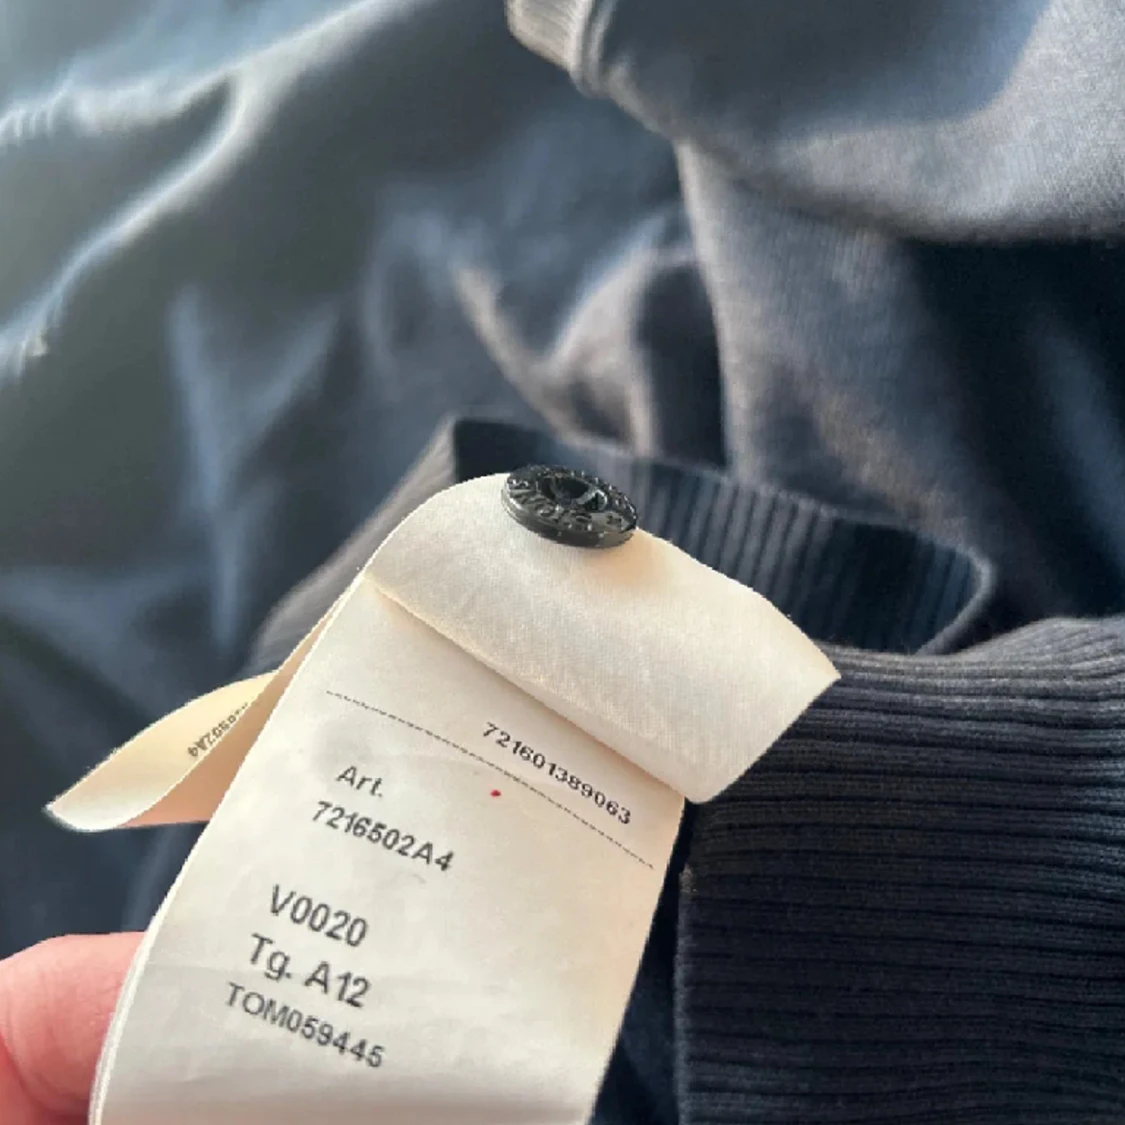 721601389063
Art.
7216502A4
V0020
Tg. A12
TOM059445